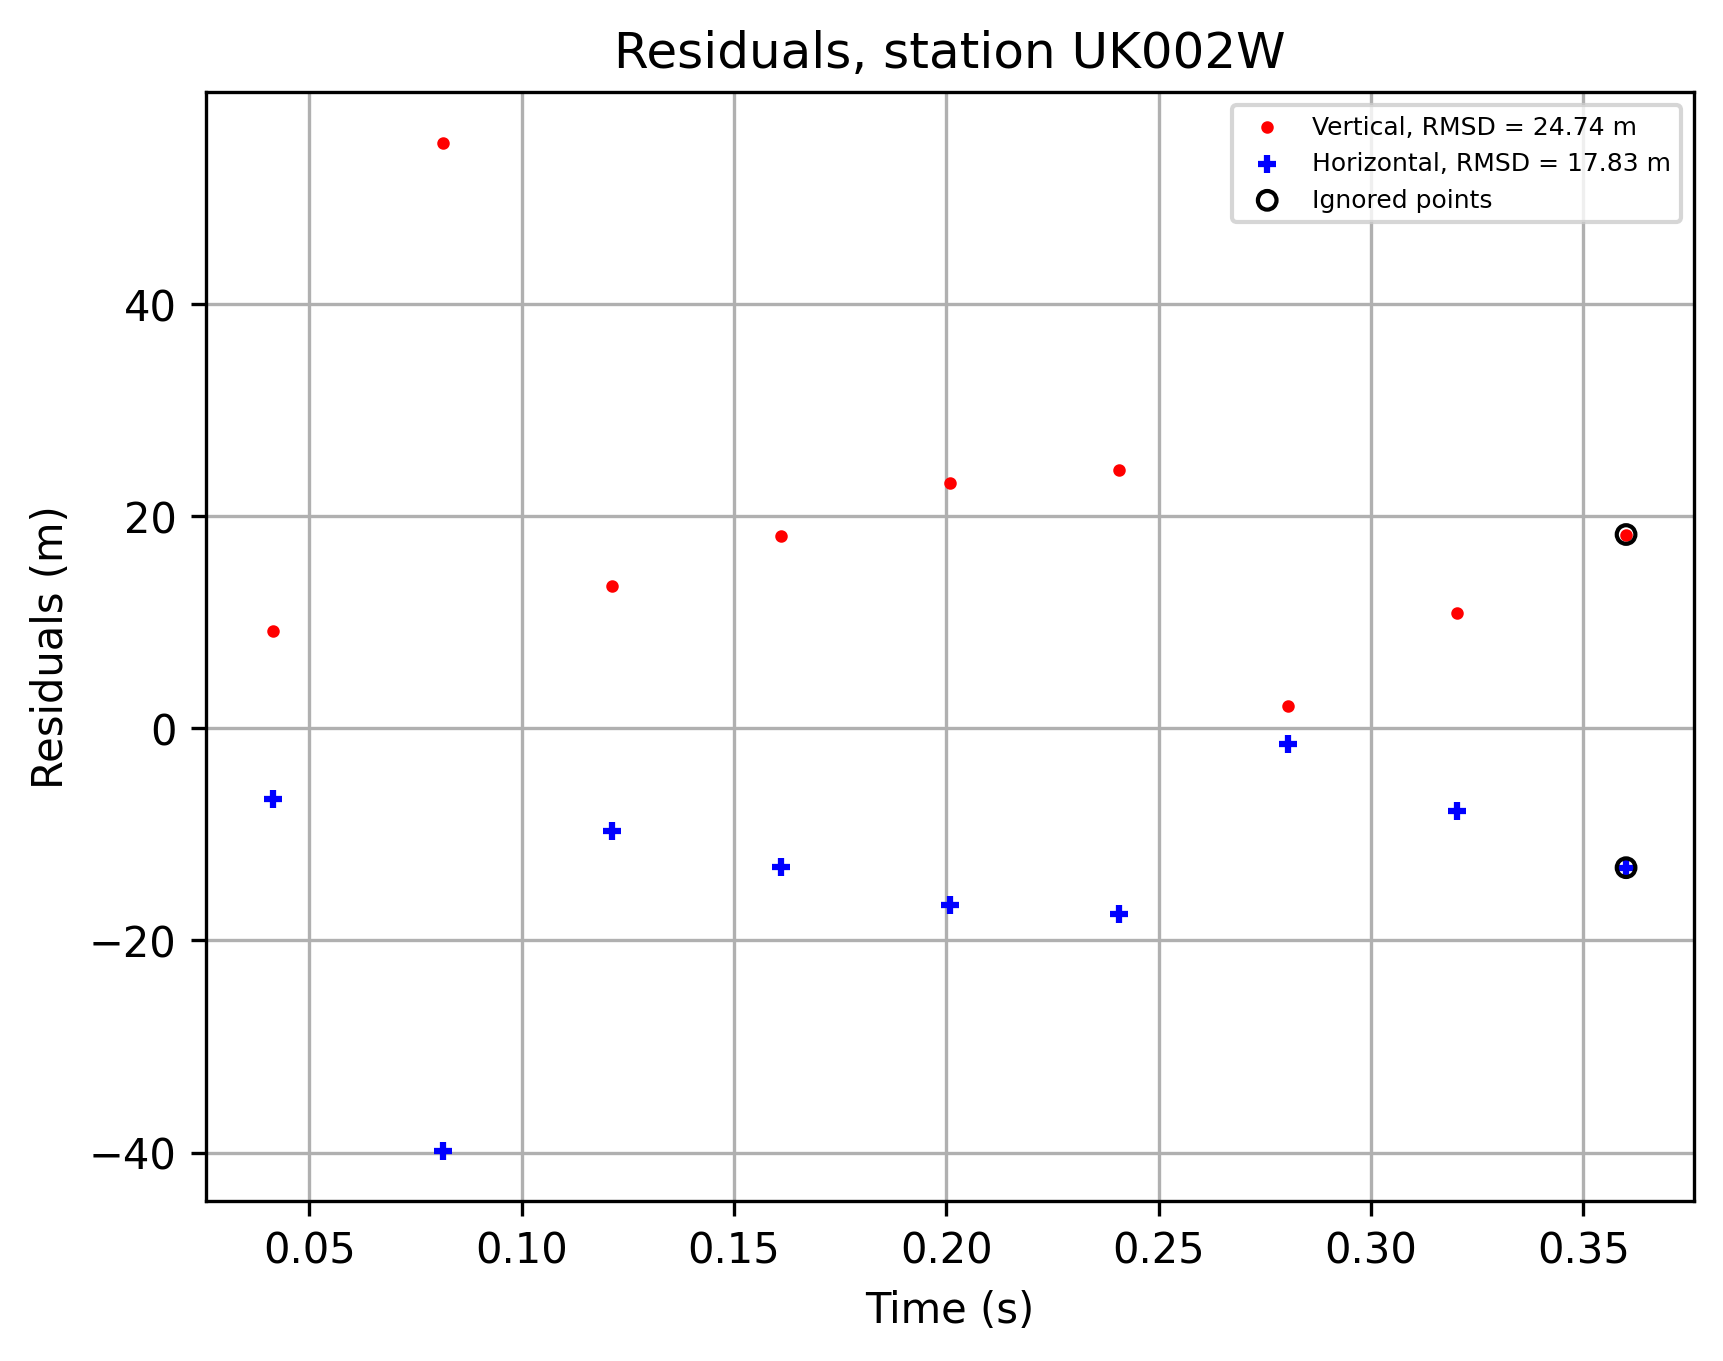 Residuals, station UK002W
Vertical, RMSD = 24.74 m
Horizontal, RMSD = 17.83 m
Ignored points
Residuals (m)
40
20
0
−20
−40
0.05 0.10 0.15 0.20 0.25 0.30 0.35
Time (s)